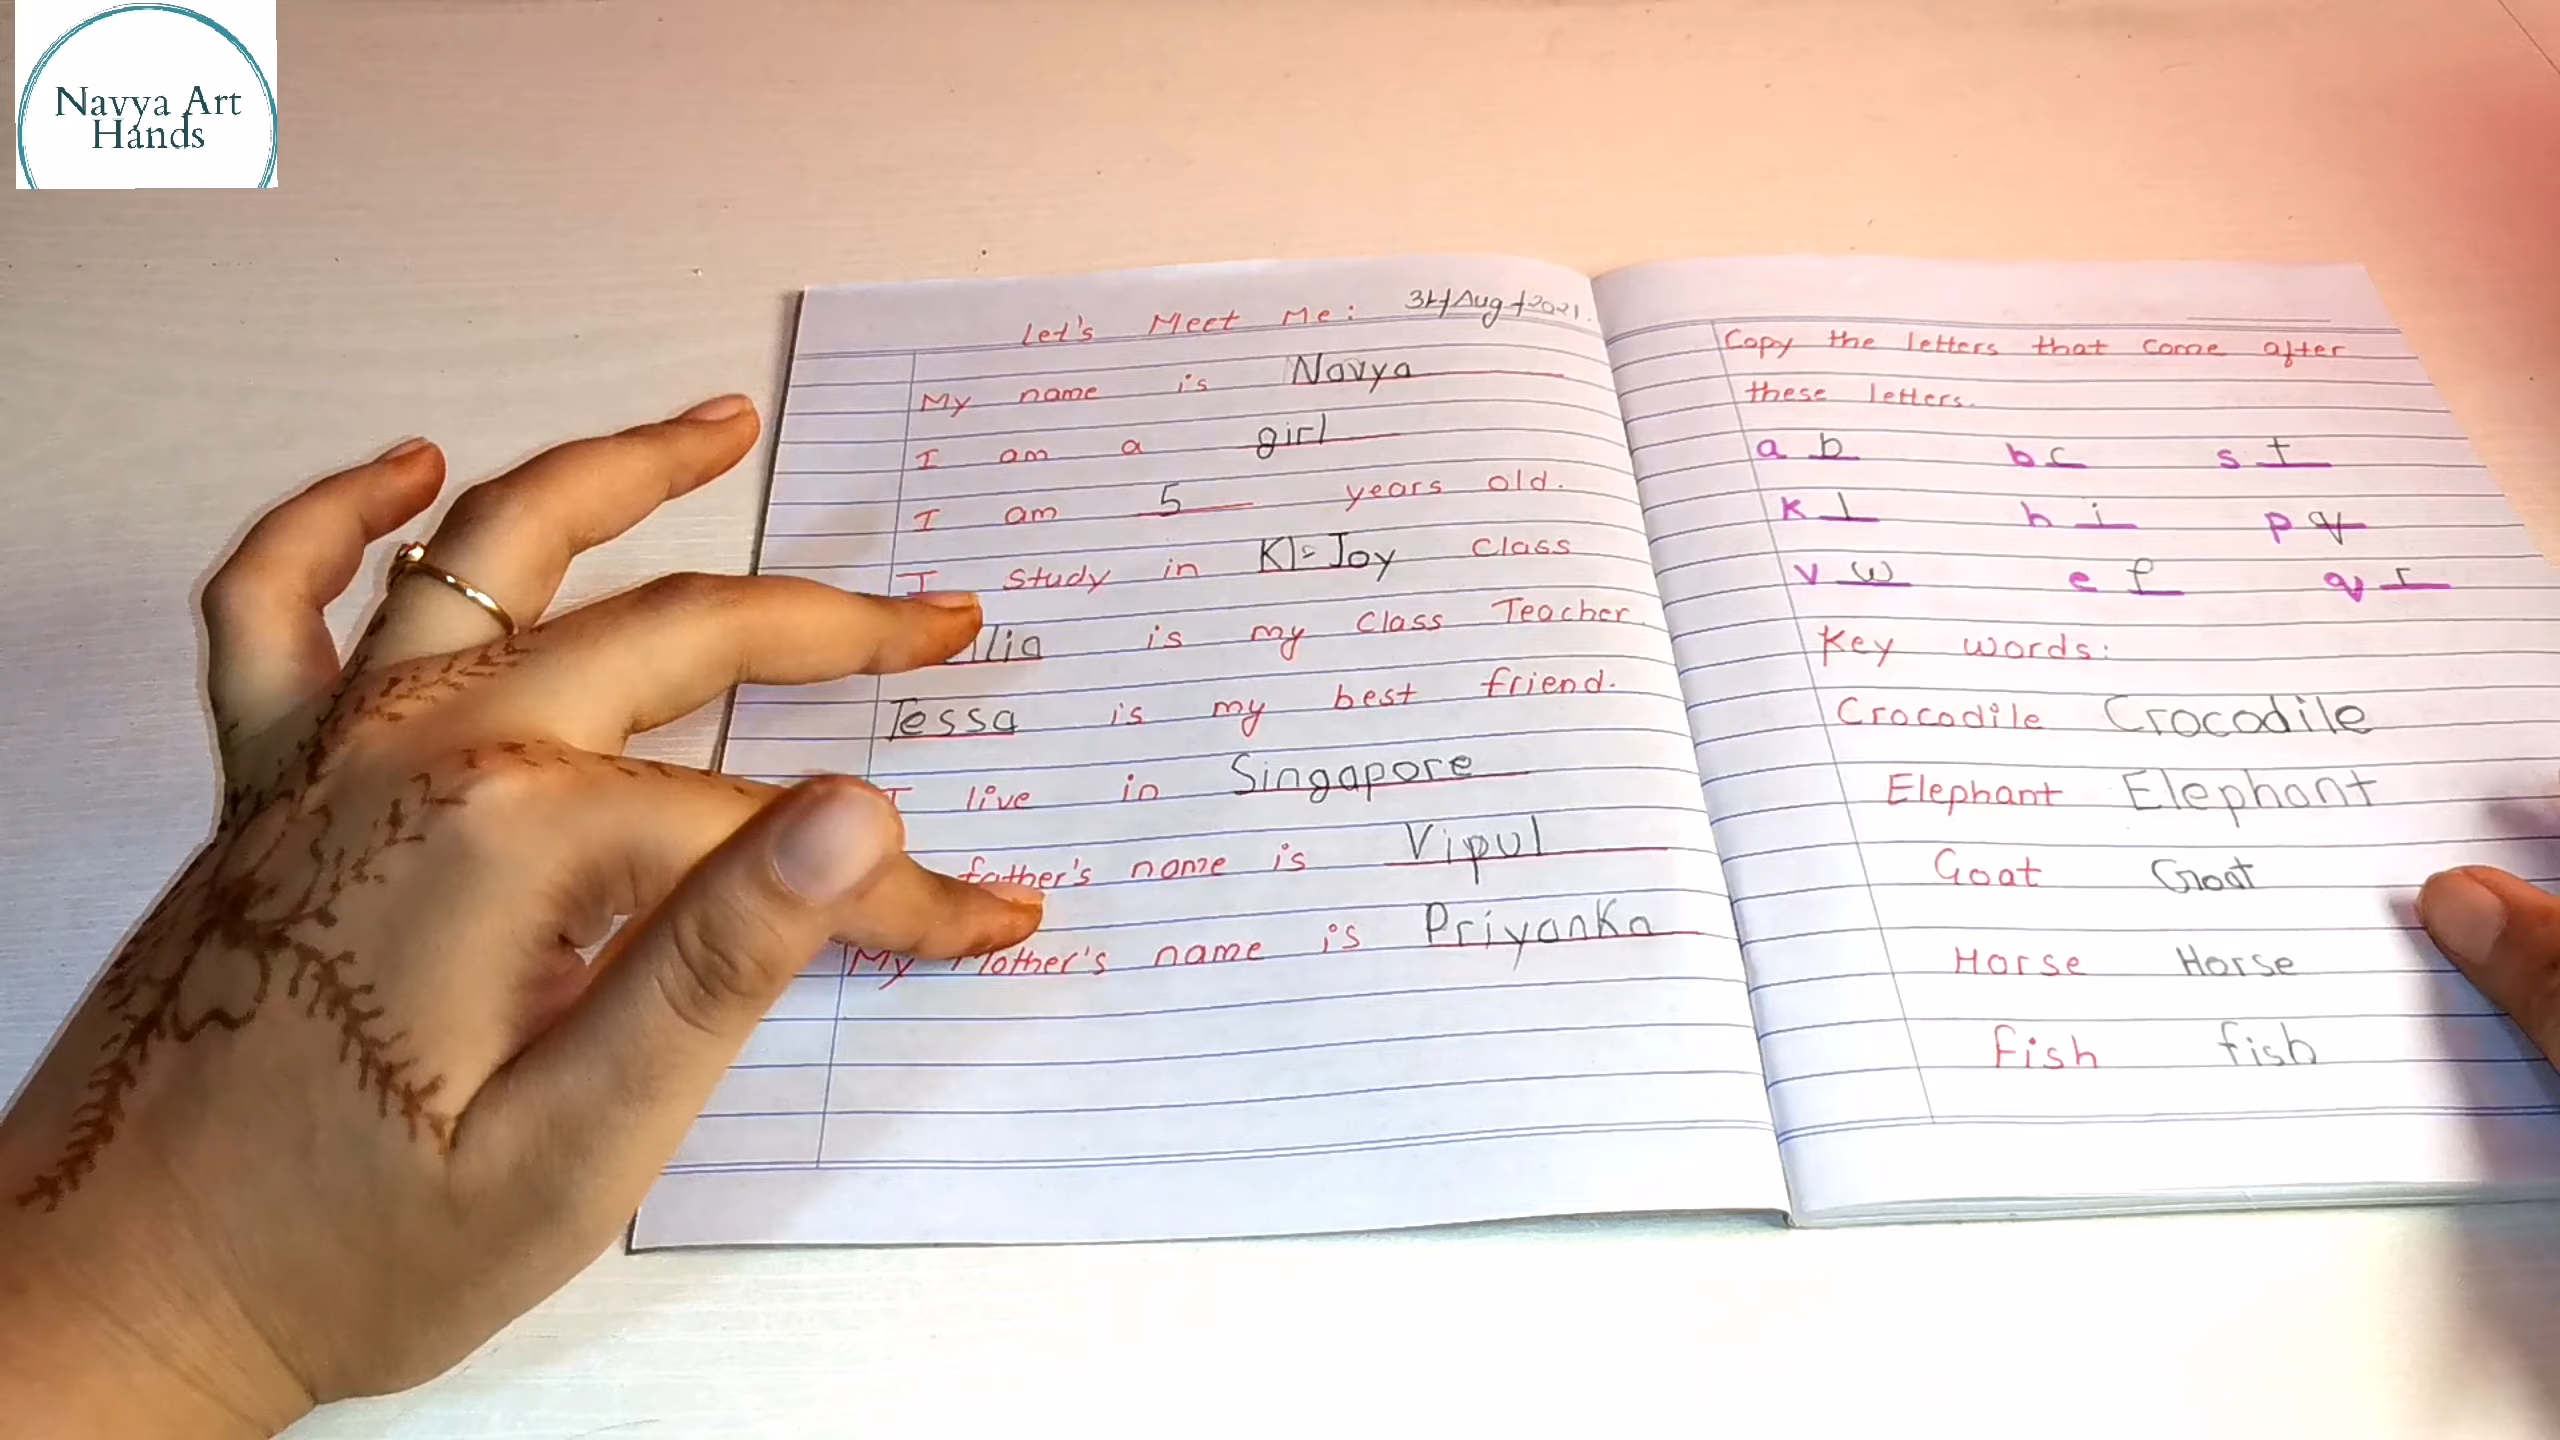 Navya Art
Hands
Let's Meet Me: 31/Aug/2021.
My name is Navya
I am a girl
I am 5 years old.
I study in K1-Joy Class
is my Class Teacher.
Tessa is my best friend.
I live in Singapore
father's name is Vipul
My Mother's name is Priyanka
Copy the letters that come after
these letters.
a b b c s t
k l h i p q
v w e f q r
Key words:
Crocodile Crocodile
Elephant Elephant
Goat Goat
Horse Horse
Fish fish